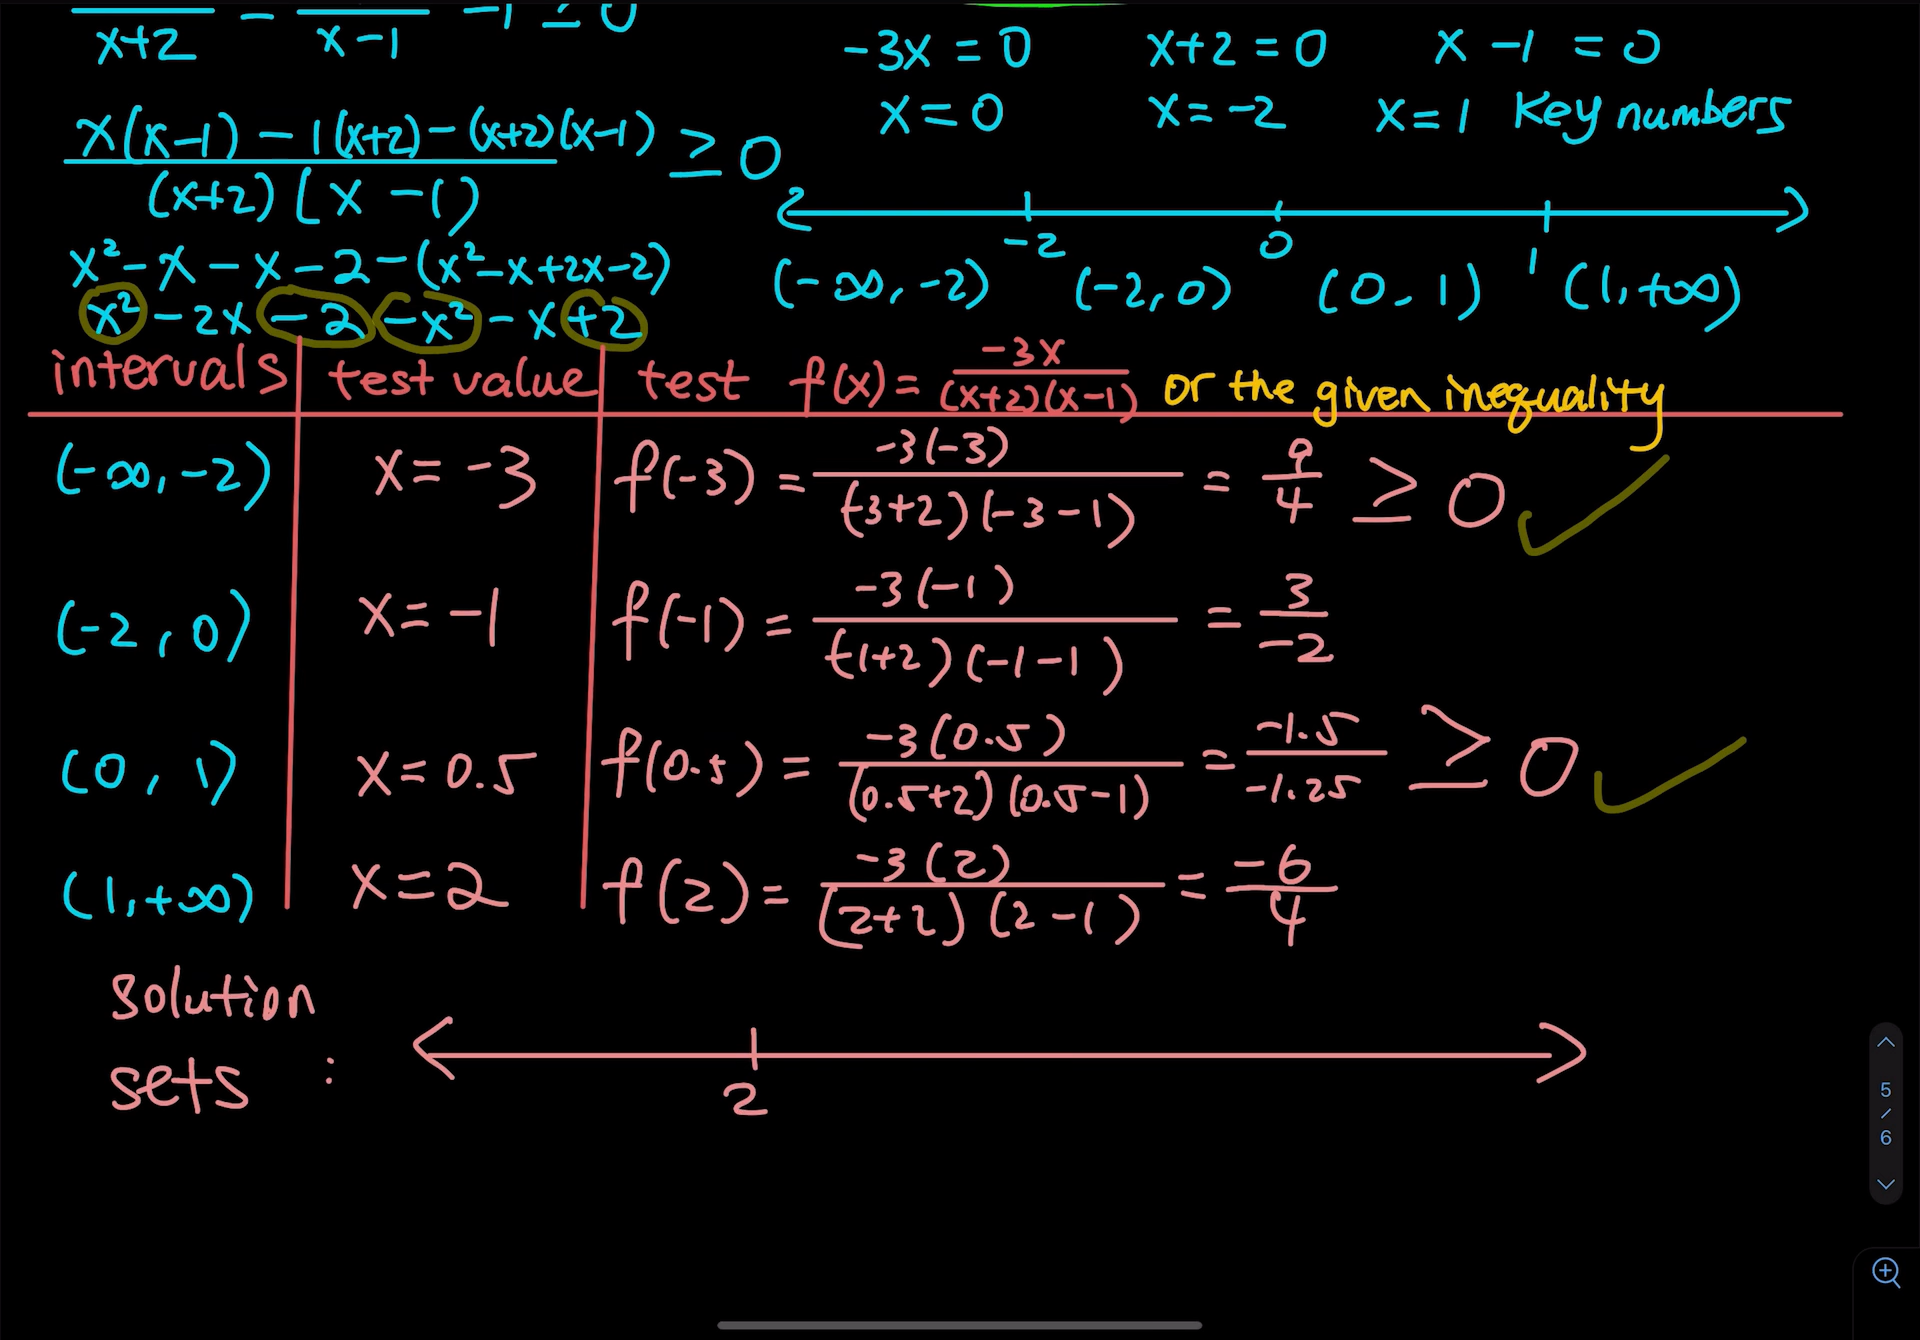 x+2 - x-1 -1 ≥ 0
-3x = 0 x+2 = 0 x -1 = 0
x = 0 x = -2 x = 1 Key numbers
x(x-1) - 1(x+2) - (x+2)(x-1) ≥ 0
(x+2)(x-1)
-2 0 1
x² - x - x - 2 - (x² - x + 2x - 2)
(-∞, -2) (-2, 0) (0, 1) (1, +∞)
x² - 2x - 2 - x² - x + 2
intervals test value test f(x) = -3x / (x+2)(x-1) or the given inequality
(-∞, -2) x = -3 f(-3) = -3(-3) / (-3+2)(-3-1) = 9/4 ≥ 0 ✓
(-2, 0) x = -1 f(-1) = -3(-1) / (-1+2)(-1-1) = 3/-2
(0, 1) x = 0.5 f(0.5) = -3(0.5) / (0.5+2)(0.5-1) = -1.5/-1.25 ≥ 0 ✓
(1, +∞) x = 2 f(2) = -3(2) / (2+2)(2-1) = -6/4
solution
sets :
2
5
/
6